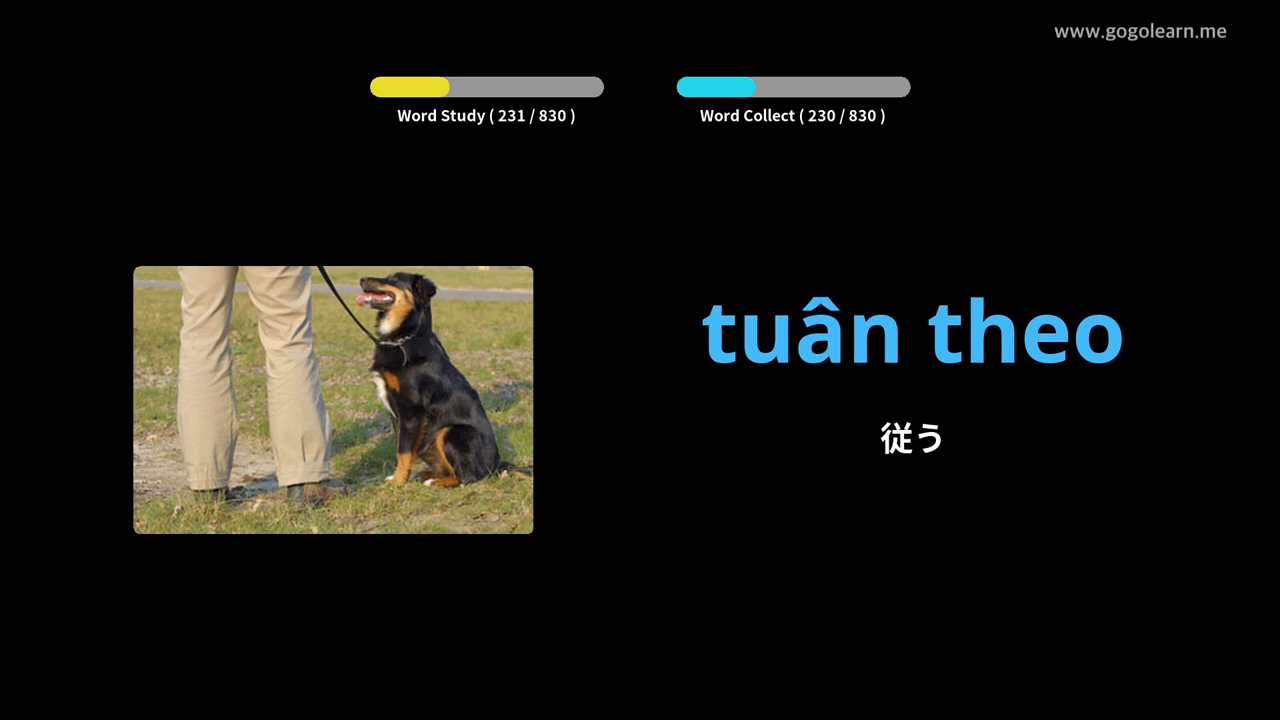 www.gogolearn.me
Word Study ( 231 / 830 )
Word Collect ( 230 / 830 )
tuân theo
従う